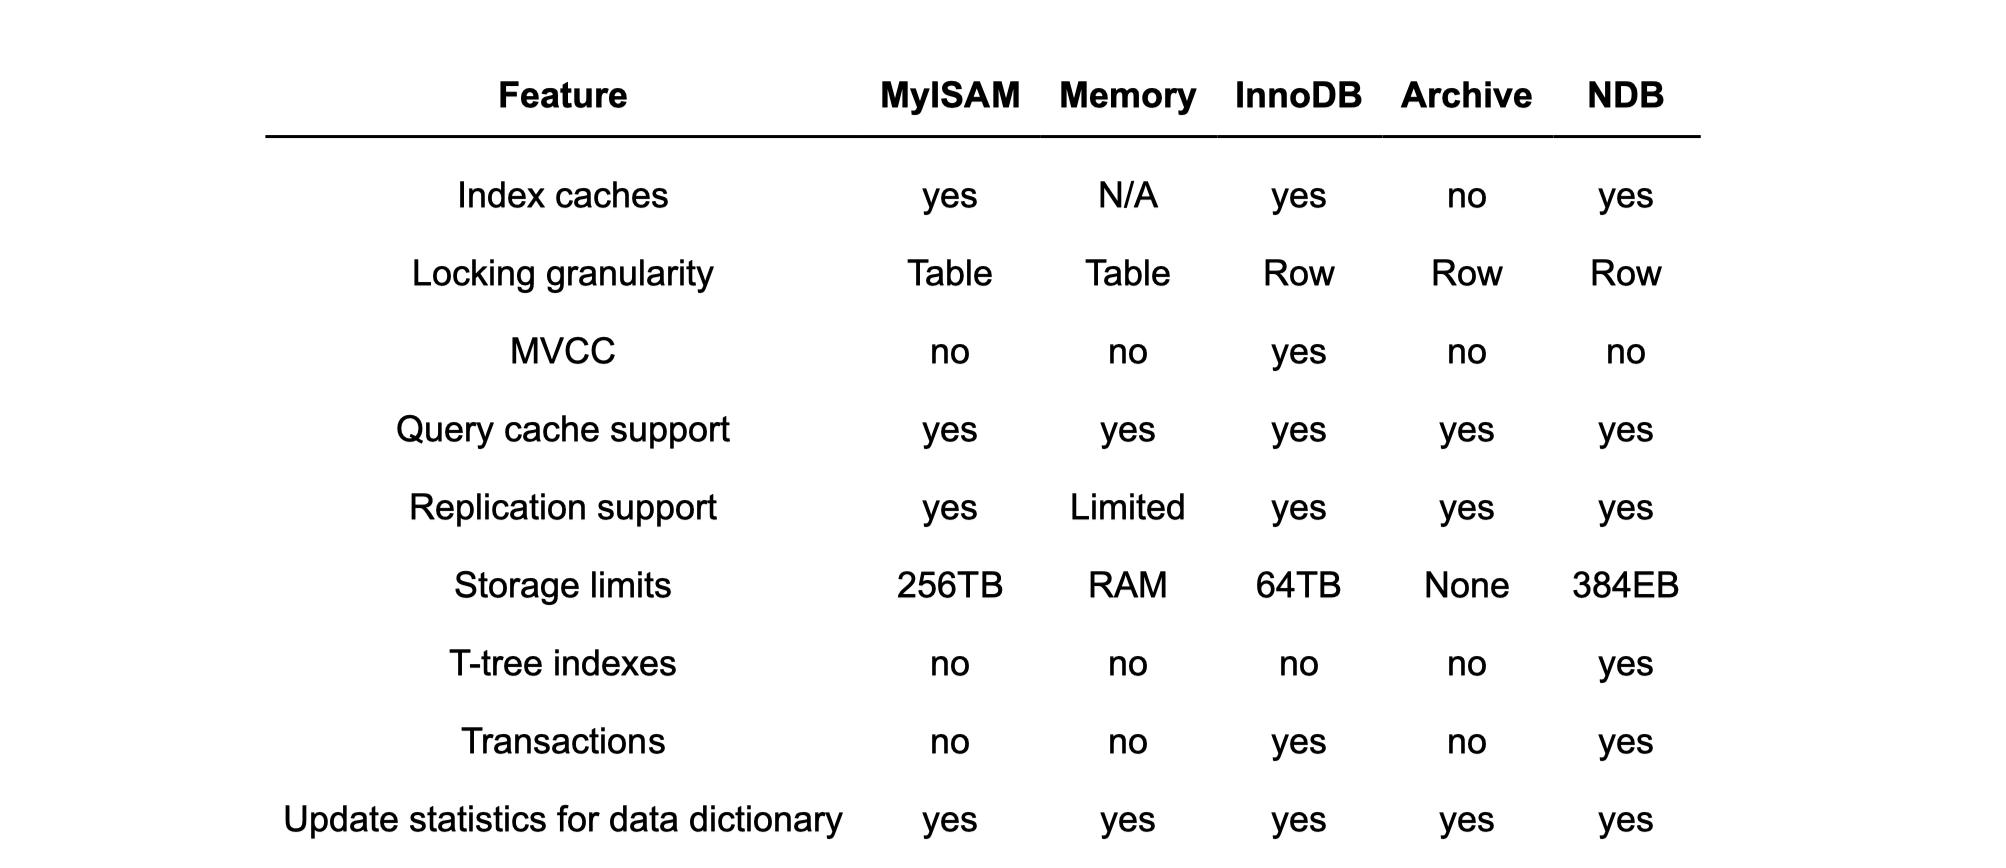 Feature MyISAM Memory InnoDB Archive NDB
Index caches yes N/A yes no yes
Locking granularity Table Table Row Row Row
MVCC no no yes no no
Query cache support yes yes yes yes yes
Replication support yes Limited yes yes yes
Storage limits 256TB RAM 64TB None 384EB
T-tree indexes no no no no yes
Transactions no no yes no yes
Update statistics for data dictionary yes yes yes yes yes